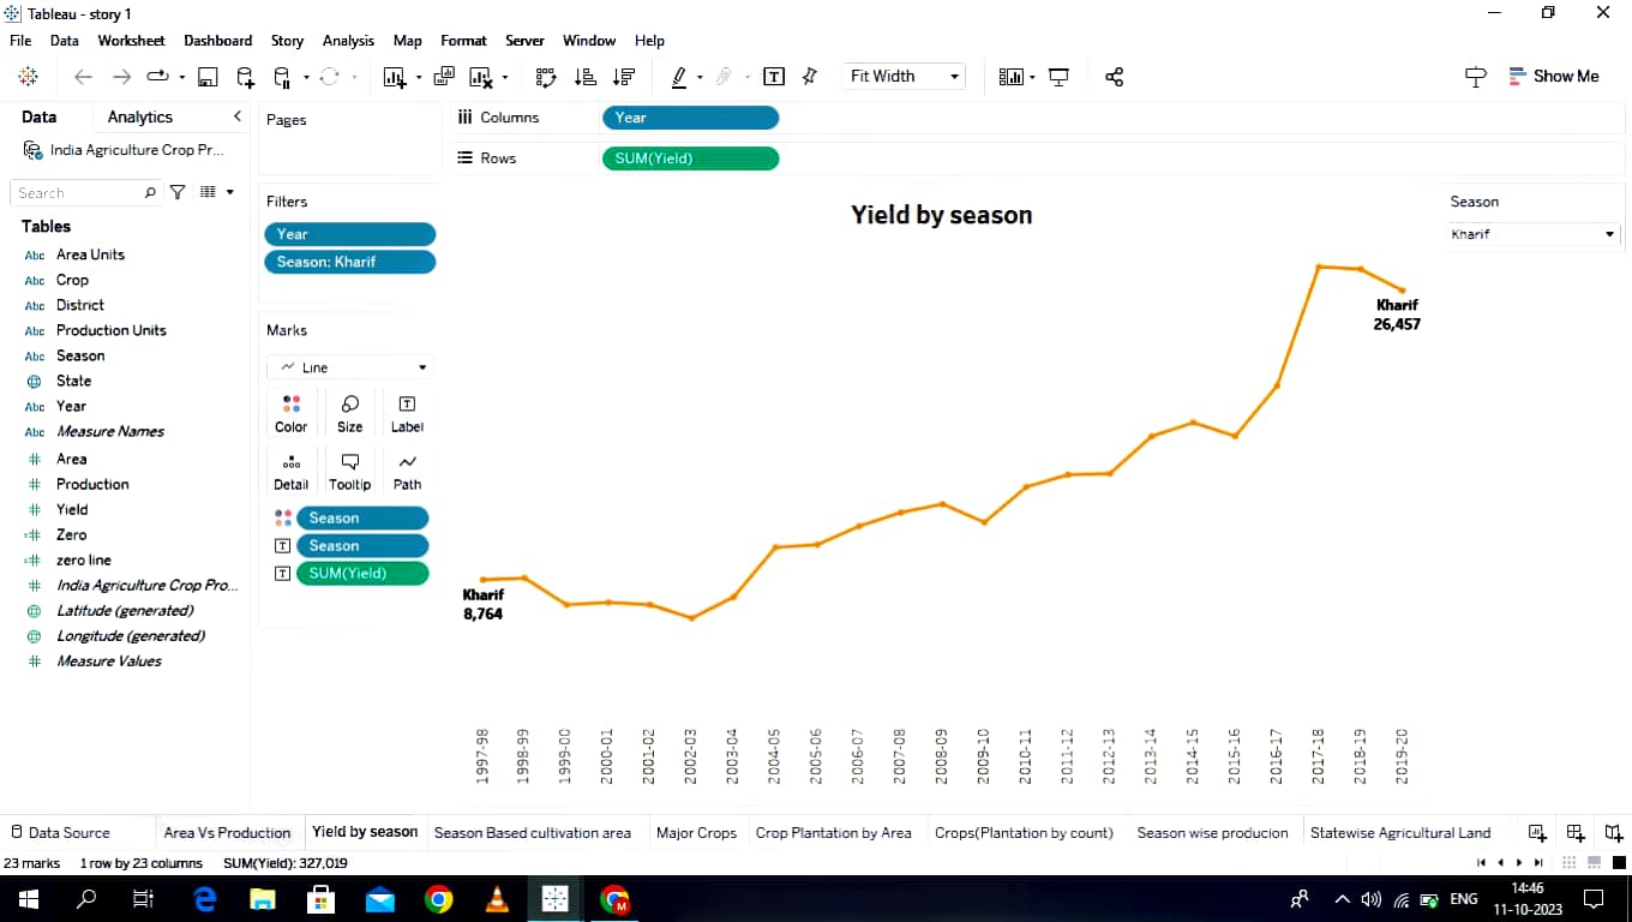 Tableau - story 1
File Data Worksheet Dashboard Story Analysis Map Format Server Window Help
Fit Width
Show Me
Data Analytics
India Agriculture Crop Pr...
Search
Tables
Abc Area Units
Abc Crop
Abc District
Abc Production Units
Abc Season
State
Abc Year
Abc Measure Names
# Area
# Production
# Yield
=# Zero
=# zero line
# India Agriculture Crop Pro...
Latitude (generated)
Longitude (generated)
# Measure Values
Pages
Filters
Year
Season: Kharif
Marks
Line
Color Size Label
Detail Tooltip Path
Season
Season
SUM(Yield)
Columns Year
Rows SUM(Yield)
Yield by season
Kharif
8,764
Kharif
26,457
1997-98
1998-99
1999-00
2000-01
2001-02
2002-03
2003-04
2004-05
2005-06
2006-07
2007-08
2008-09
2009-10
2010-11
2011-12
2012-13
2013-14
2014-15
2015-16
2016-17
2017-18
2018-19
2019-20
Season
Kharif
Data Source Area Vs Production Yield by season Season Based cultivation area Major Crops Crop Plantation by Area Crops(Plantation by count) Season wise producion Statewise Agricultural Land
23 marks 1 row by 23 columns SUM(Yield): 327,019
ENG
14:46
11-10-2023